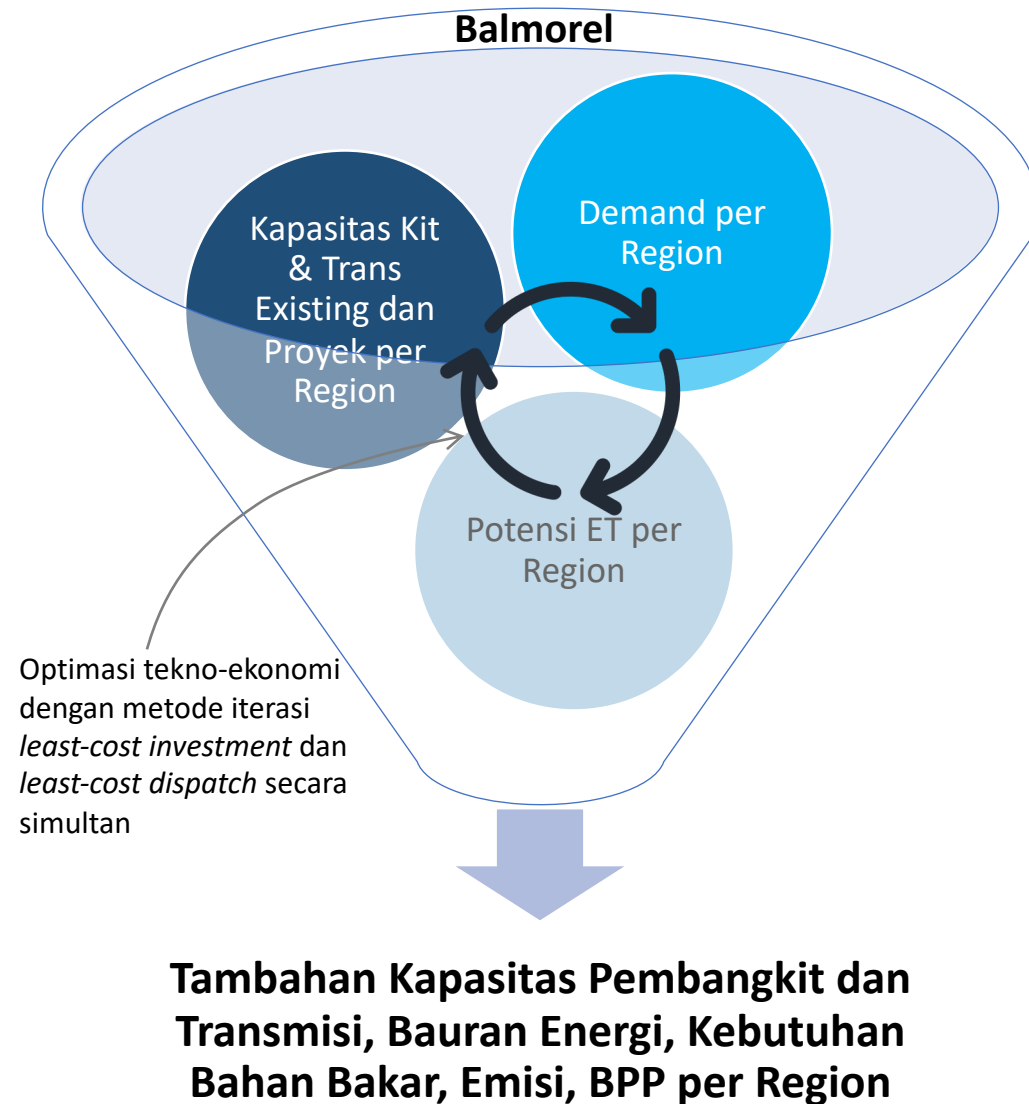 Balmorel
Kapasitas Kit
& Trans
Existing dan
Proyek per
Region
Demand per
Region
Potensi ET per
Region
Optimasi tekno-ekonomi
dengan metode iterasi
least-cost investment dan
least-cost dispatch secara
simultan
Tambahan Kapasitas Pembangkit dan
Transmisi, Bauran Energi, Kebutuhan
Bahan Bakar, Emisi, BPP per Region